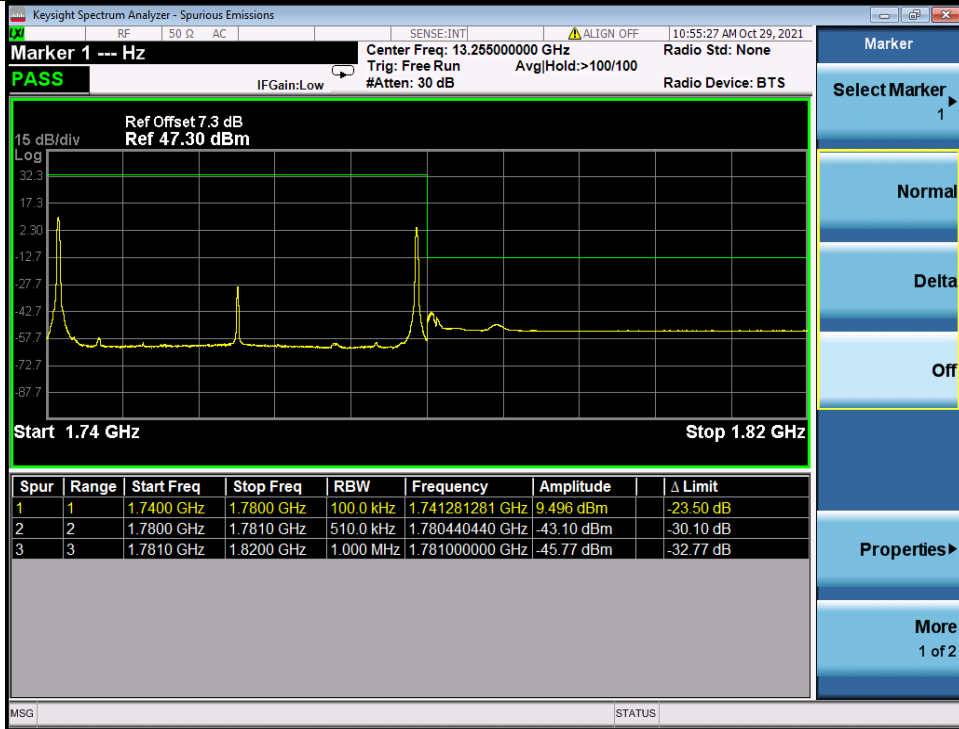 Keysight Spectrum Analyzer - Spurious Emissions
LXI RF 50 Ω AC SENSE:INT ALIGN OFF 10:55:27 AM Oct 29, 2021
Marker 1 --- Hz
Center Freq: 13.255000000 GHz Radio Std: None
Trig: Free Run Avg|Hold:>100/100
PASS IFGain:Low #Atten: 30 dB Radio Device: BTS
Ref Offset 7.3 dB
15 dB/div Ref 47.30 dBm
Log
32.3
17.3
2.30
-12.7
-27.7
-42.7
-57.7
-72.7
-87.7
Start 1.74 GHz Stop 1.82 GHz
Spur Range Start Freq Stop Freq RBW Frequency Amplitude Δ Limit
1 1 1.7400 GHz 1.7800 GHz 100.0 kHz 1.741281281 GHz 9.496 dBm -23.50 dB
2 2 1.7800 GHz 1.7810 GHz 510.0 kHz 1.780440440 GHz -43.10 dBm -30.10 dB
3 3 1.7810 GHz 1.8200 GHz 1.000 MHz 1.781000000 GHz -45.77 dBm -32.77 dB
MSG STATUS
Marker
Select Marker
1
Normal
Delta
Off
Properties
More
1 of 2